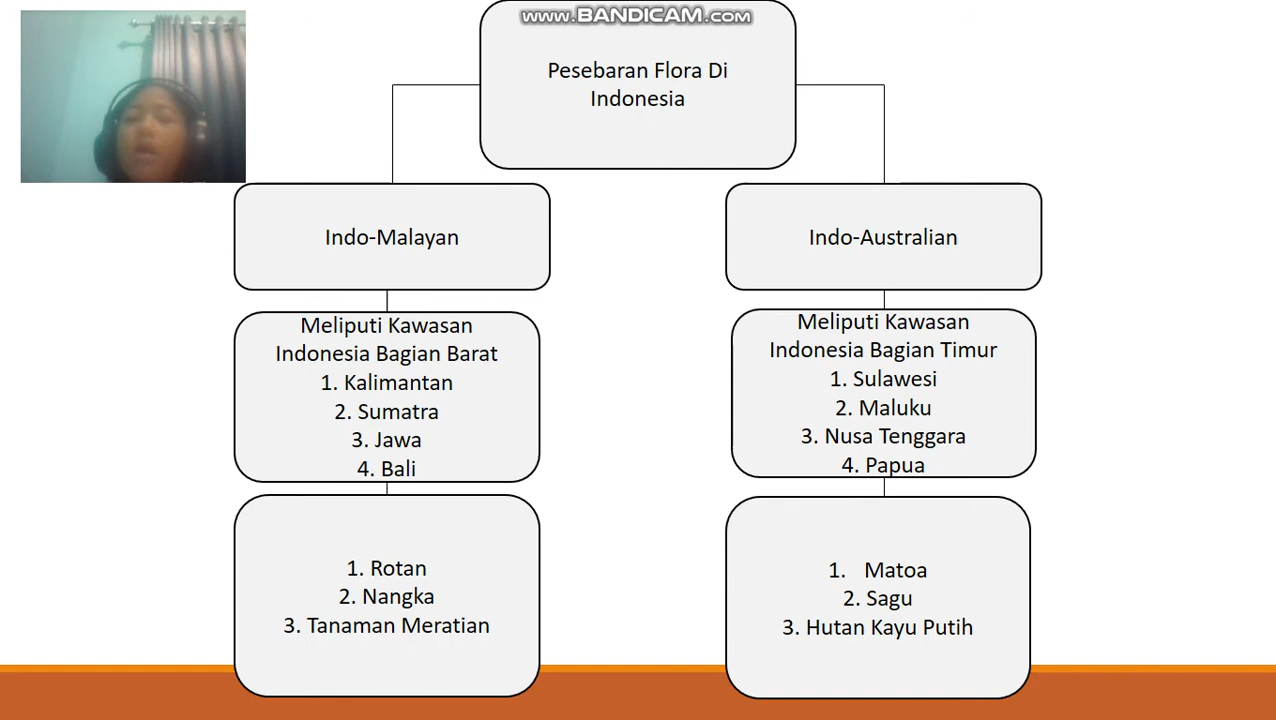 www.BANDICAM.com
Pesebaran Flora Di
Indonesia
Indo-Malayan
Indo-Australian
Meliputi Kawasan
Indonesia Bagian Barat
1. Kalimantan
2. Sumatra
3. Jawa
4. Bali
Meliputi Kawasan
Indonesia Bagian Timur
1. Sulawesi
2. Maluku
3. Nusa Tenggara
4. Papua
1. Rotan
2. Nangka
3. Tanaman Meratian
1. Matoa
2. Sagu
3. Hutan Kayu Putih